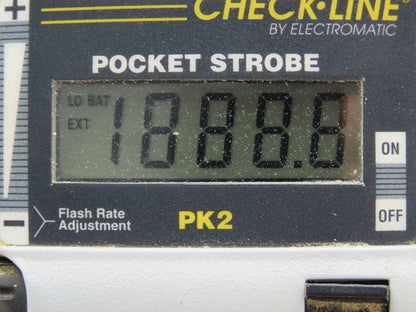 +
CHECK•LINE®
BY ELECTROMATIC
POCKET STROBE
LO BAT
EXT
1888.8
ON
OFF
−
Flash Rate
Adjustment
PK2